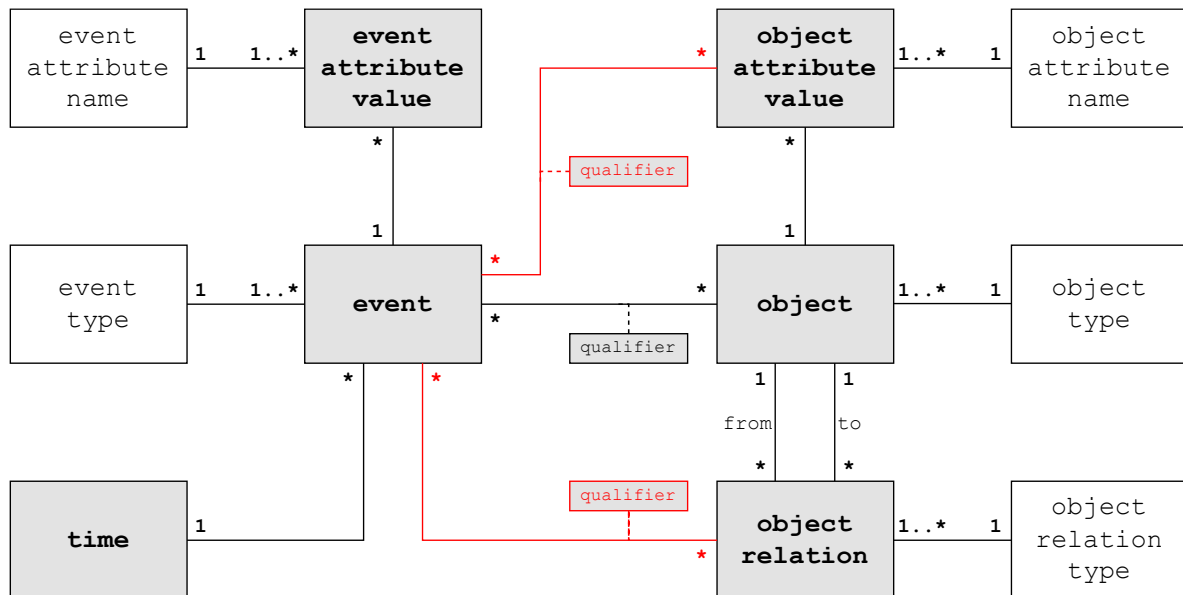 event
attribute
name
1
1..*
event
attribute
value
*
object
attribute
value
1..*
1
object
attribute
name
*
*
qualifier
1
1
event
type
1
1..*
event
*
*
*
object
1..*
1
object
type
qualifier
*
*
1
1
from
to
*
*
time
1
qualifier
*
object
relation
1..*
1
object
relation
type